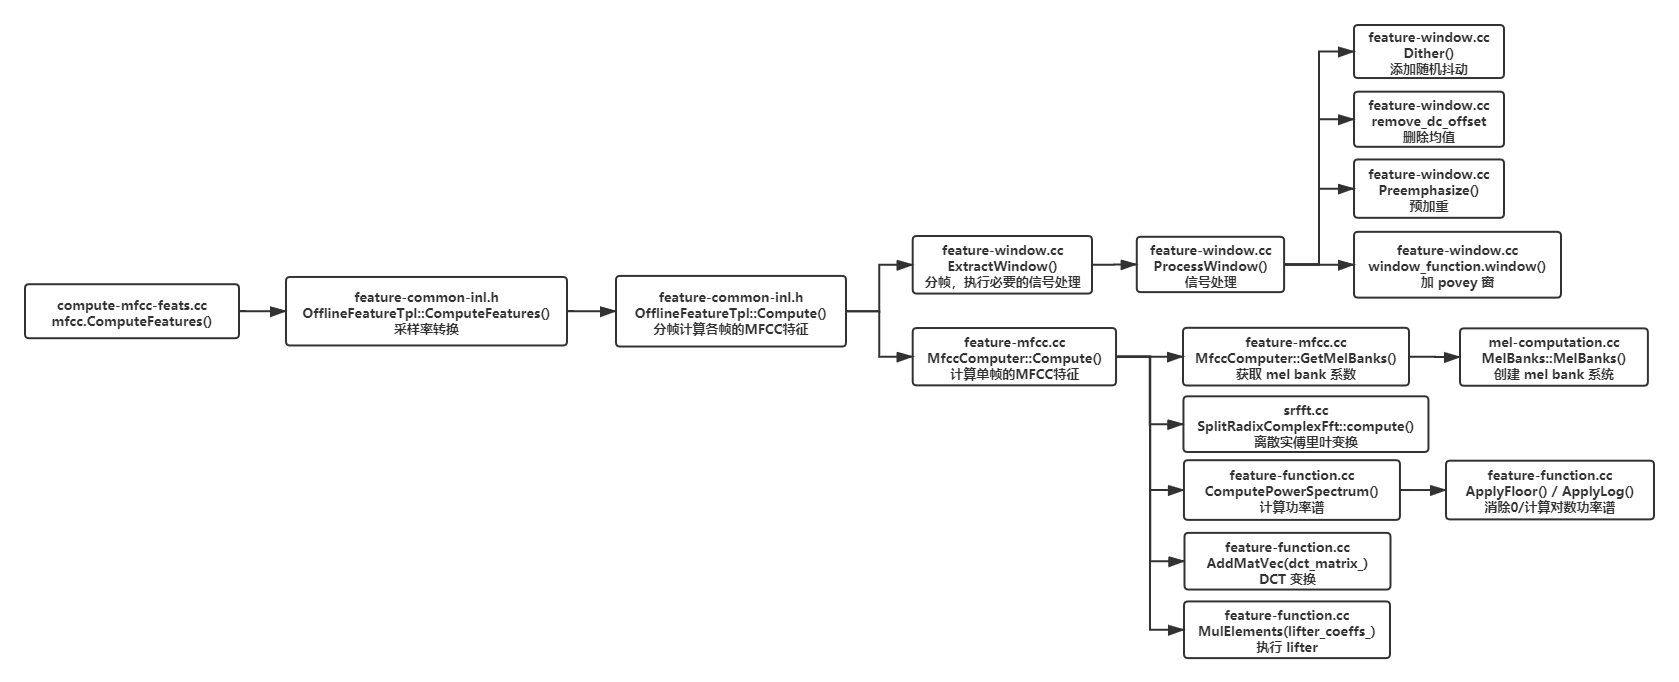 compute-mfcc-feats.cc
mfcc.ComputeFeatures()
feature-common-inl.h
OfflineFeatureTpl::ComputeFeatures()
采样率转换
feature-common-inl.h
OfflineFeatureTpl::Compute()
分帧计算各帧的MFCC特征
feature-window.cc
ExtractWindow()
分帧，执行必要的信号处理
feature-window.cc
ProcessWindow()
信号处理
feature-window.cc
Dither()
添加随机抖动
feature-window.cc
remove_dc_offset
删除均值
feature-window.cc
Preemphasize()
预加重
feature-window.cc
window_function.window()
加 povey 窗
feature-mfcc.cc
MfccComputer::Compute()
计算单帧的MFCC特征
feature-mfcc.cc
MfccComputer::GetMelBanks()
获取 mel bank 系数
mel-computation.cc
MelBanks::MelBanks()
创建 mel bank 系统
srfft.cc
SplitRadixComplexFft::compute()
离散实傅里叶变换
feature-function.cc
ComputePowerSpectrum()
计算功率谱
feature-function.cc
ApplyFloor() / ApplyLog()
消除0/计算对数功率谱
feature-function.cc
AddMatVec(dct_matrix_)
DCT 变换
feature-function.cc
MulElements(lifter_coeffs_)
执行 lifter